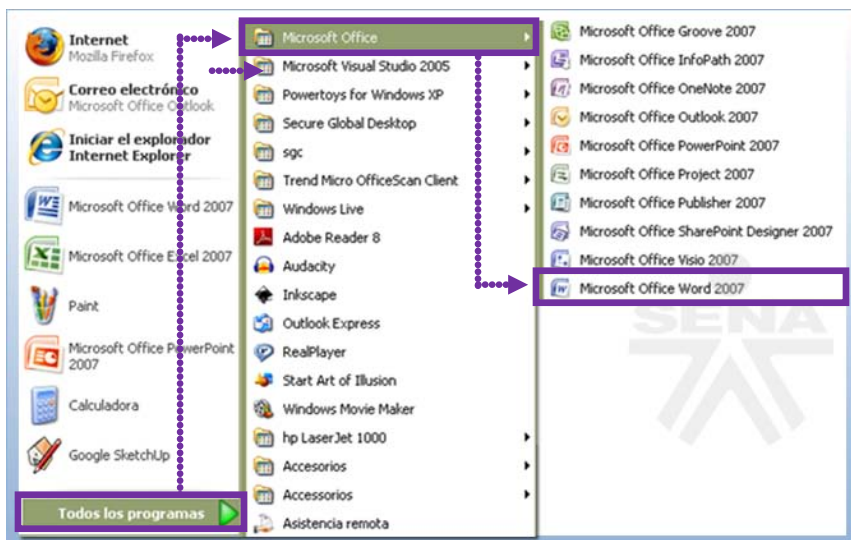 Internet
Mozilla Firefox
Correo electrónico
Microsoft Office Outlook
Iniciar el explorador
Internet Explorer
Microsoft Office Word 2007
Microsoft Office Excel 2007
Paint
Microsoft Office PowerPoint
2007
Calculadora
Google SketchUp
Todos los programas
Microsoft Office
Microsoft Visual Studio 2005
Powertoys for Windows XP
Secure Global Desktop
sgc
Trend Micro OfficeScan Client
Windows Live
Adobe Reader 8
Audacity
Inkscape
Outlook Express
RealPlayer
Start Art of Illusion
Windows Movie Maker
hp LaserJet 1000
Accesorios
Accessorios
Asistencia remota
Microsoft Office Groove 2007
Microsoft Office InfoPath 2007
Microsoft Office OneNote 2007
Microsoft Office Outlook 2007
Microsoft Office PowerPoint 2007
Microsoft Office Project 2007
Microsoft Office Publisher 2007
Microsoft Office SharePoint Designer 2007
Microsoft Office Visio 2007
Microsoft Office Word 2007
SENA